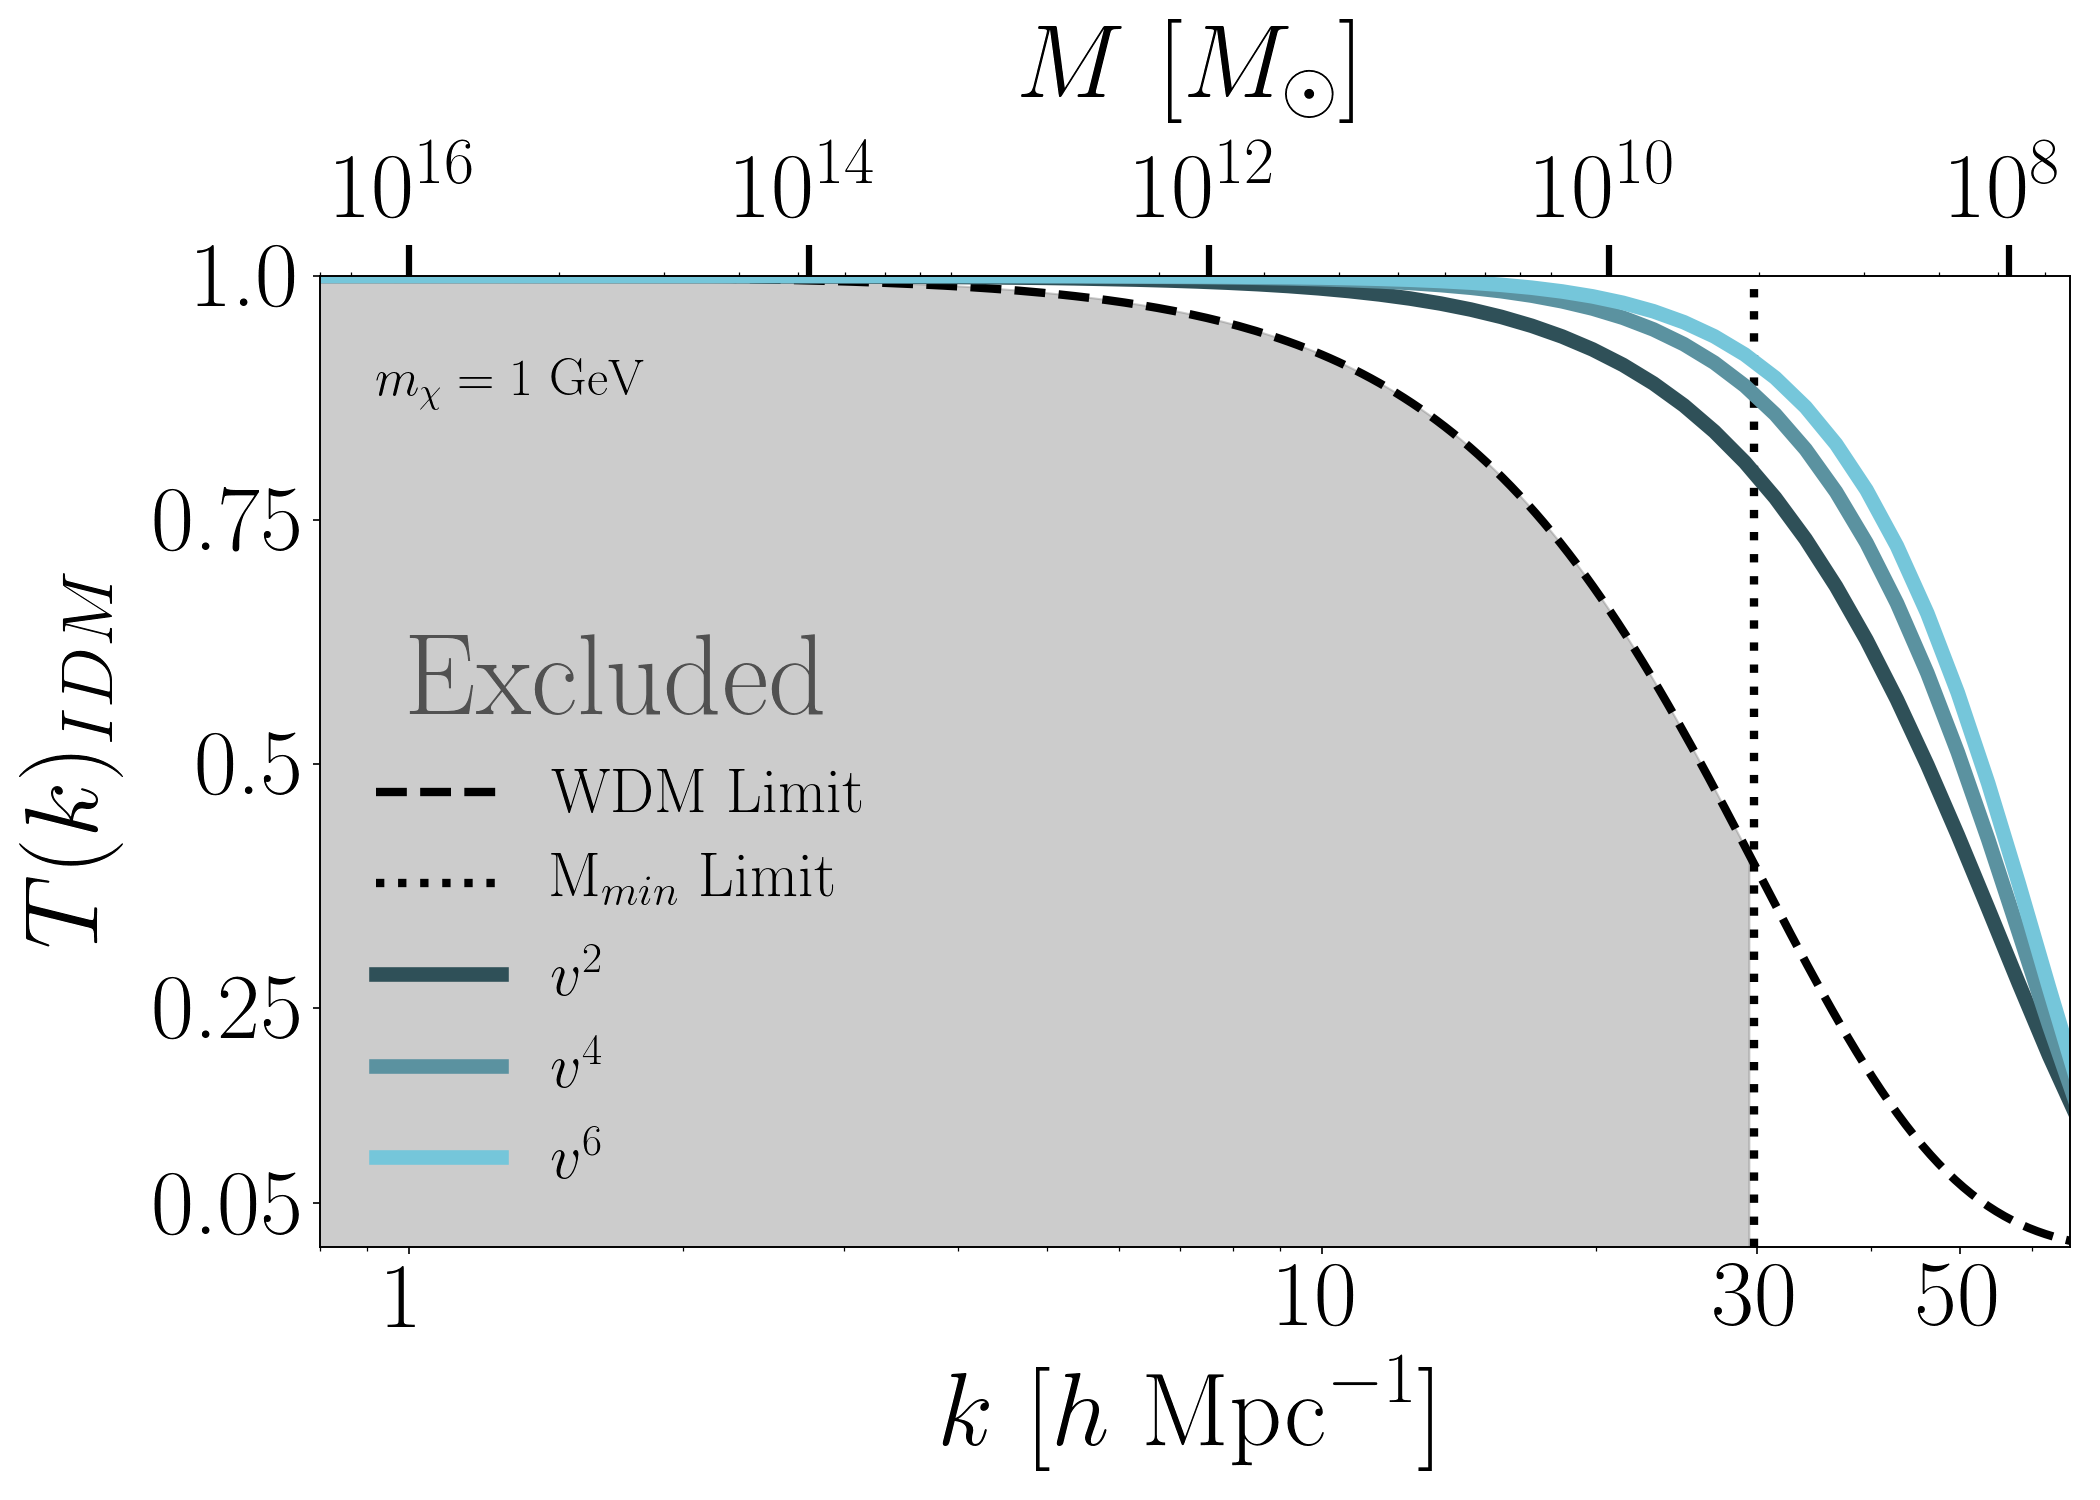 M [M⊙]
10^16 10^14 10^12 10^10 10^8
1.0
m_χ = 1 GeV
0.75
T(k)_IDM
Excluded
0.5
WDM Limit
M_min Limit
v^2
0.25
v^4
v^6
0.05
1 10 30 50
k [h Mpc^−1]